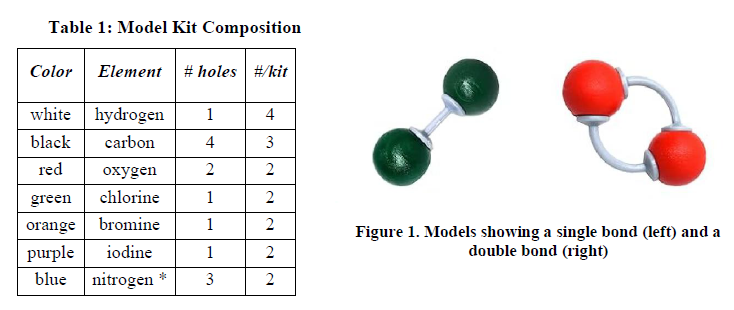 Table 1: Model Kit Composition
Color Element # holes #/kit
white hydrogen 1 4
black carbon 4 3
red oxygen 2 2
green chlorine 1 2
orange bromine 1 2
purple iodine 1 2
blue nitrogen * 3 2
Figure 1. Models showing a single bond (left) and a
double bond (right)